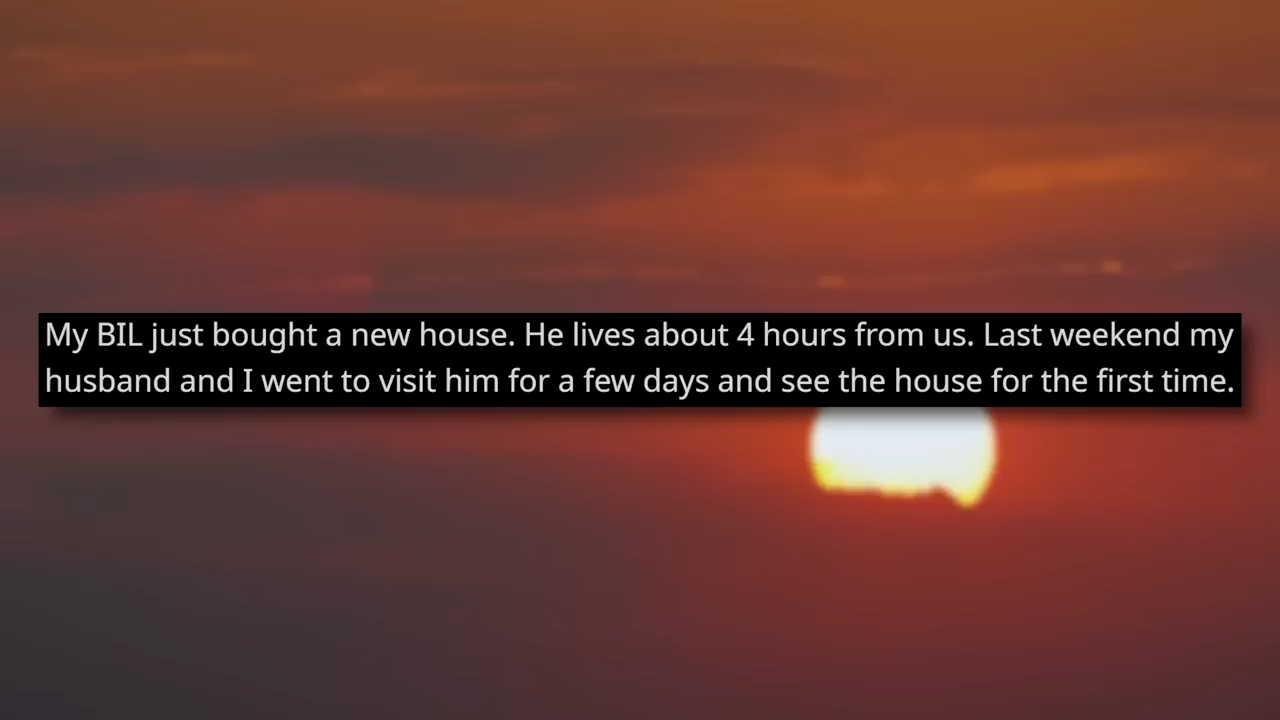 My BIL just bought a new house. He lives about 4 hours from us. Last weekend my
husband and I went to visit him for a few days and see the house for the first time.